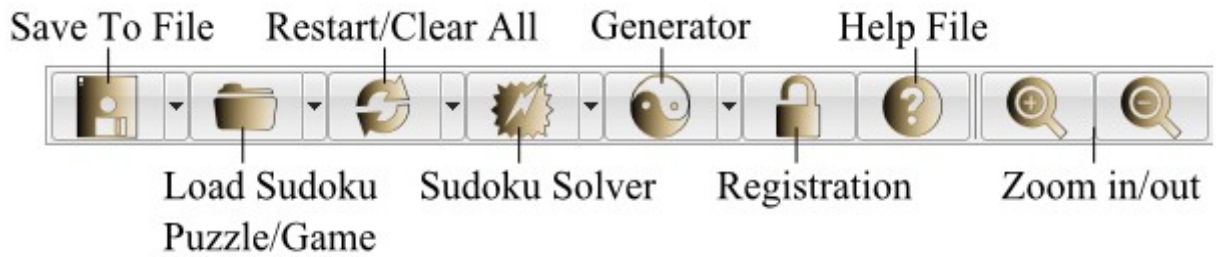 Save To File
Restart/Clear All
Generator
Help File
Load Sudoku
Puzzle/Game
Sudoku Solver
Registration
Zoom in/out